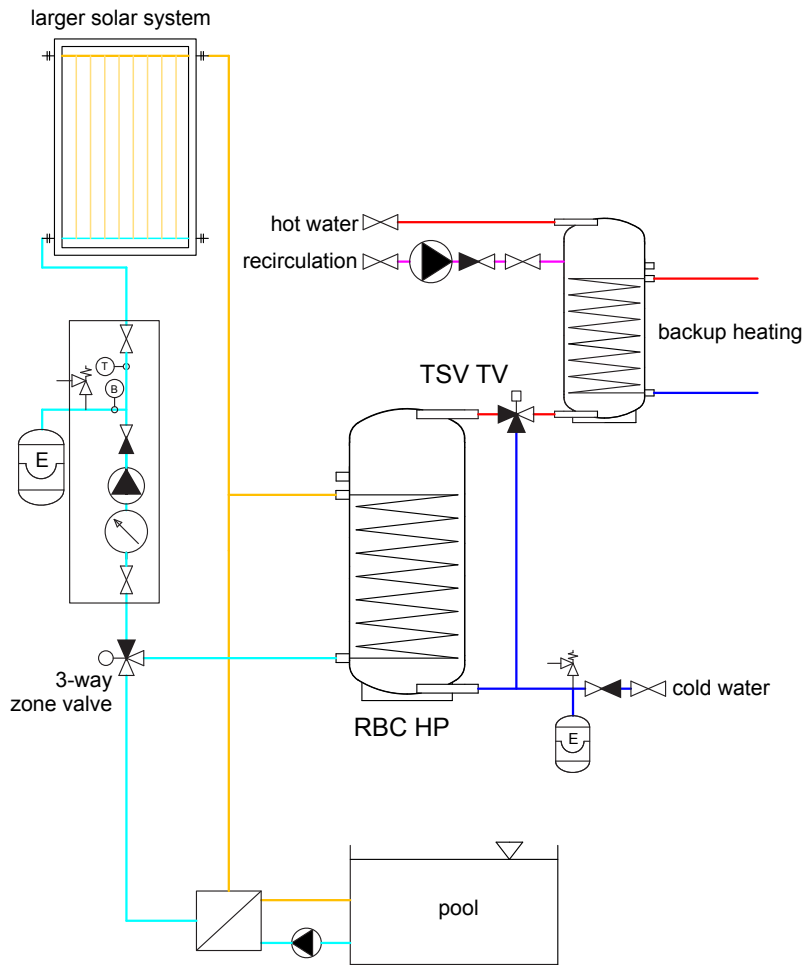 larger solar system
hot water
recirculation
backup heating
TSV TV
T
B
E
3-way
zone valve
RBC HP
cold water
E
pool